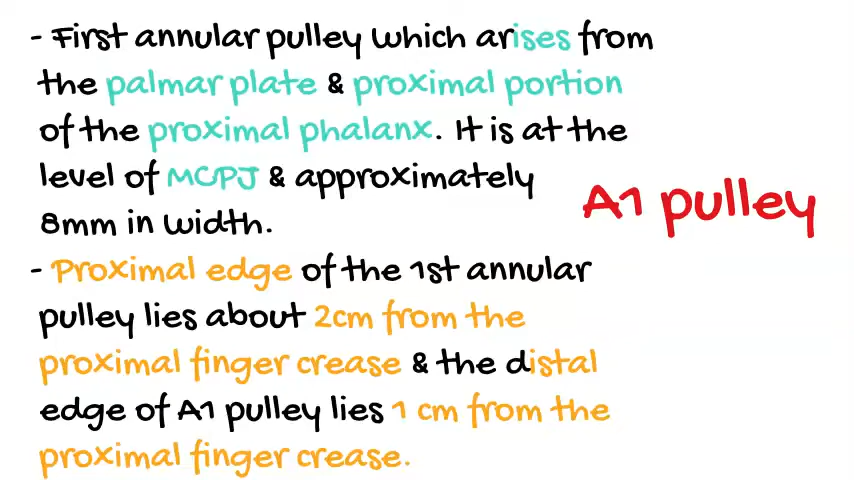 - First annular pulley which arises from
the palmar plate & proximal portion
of the proximal phalanx. It is at the
level of MCPJ & approximately
8mm in width.
A1 pulley
- Proximal edge of the 1st annular
pulley lies about 2cm from the
proximal finger crease & the distal
edge of A1 pulley lies 1 cm from the
proximal finger crease.